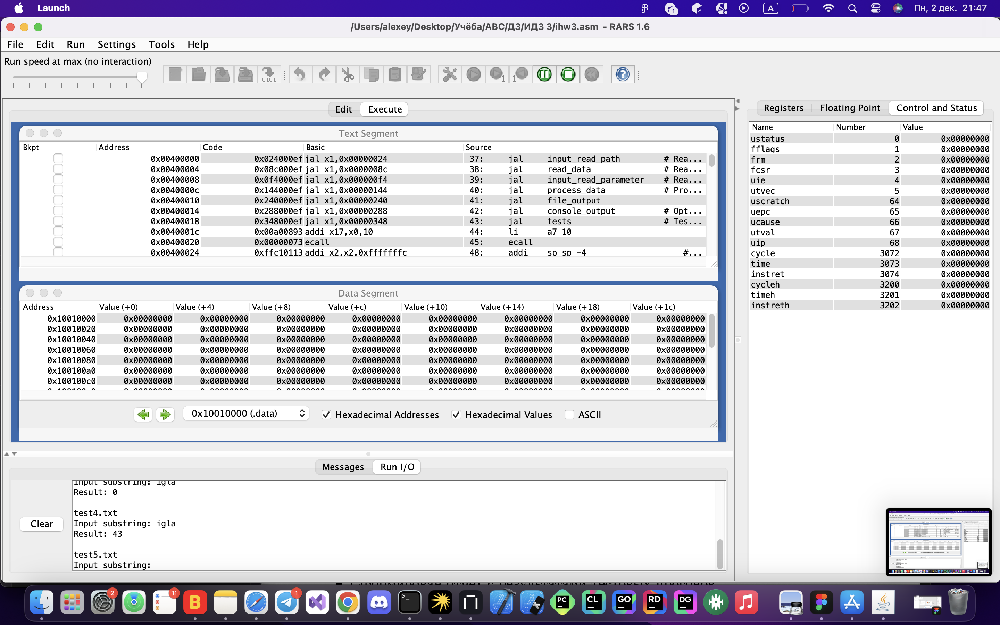 Launch
1
A
Пн, 2 дек. 21:47
/Users/alexey/Desktop/Учёба/АВС/ДЗ/ИДЗ 3/ihw3.asm - RARS 1.6
File Edit Run Settings Tools Help
Run speed at max (no interaction)
Edit Execute
Registers Floating Point Control and Status
Text Segment
Bkpt Address Code Basic Source
0x00400000 0x024000ef jal x1,0x00000024 37: jal input_read_path # Rea...
0x00400004 0x08c000ef jal x1,0x0000008c 38: jal read_data # Rea...
0x00400008 0x0f4000ef jal x1,0x000000f4 39: jal input_read_parameter # Rea...
0x0040000c 0x144000ef jal x1,0x00000144 40: jal process_data # Pro...
0x00400010 0x240000ef jal x1,0x00000240 41: jal file_output
0x00400014 0x288000ef jal x1,0x00000288 42: jal console_output # Opt...
0x00400018 0x348000ef jal x1,0x00000348 43: jal tests # Tes...
0x0040001c 0x00a00893 addi x17,x0,10 44: li a7 10
0x00400020 0x00000073 ecall 45: ecall
0x00400024 0xffc10113 addi x2,x2,0xfffffffc 48: addi sp sp -4 #...
Data Segment
Address Value (+0) Value (+4) Value (+8) Value (+c) Value (+10) Value (+14) Value (+18) Value (+1c)
0x10010000 0x00000000 0x00000000 0x00000000 0x00000000 0x00000000 0x00000000 0x00000000 0x00000000
0x10010020 0x00000000 0x00000000 0x00000000 0x00000000 0x00000000 0x00000000 0x00000000 0x00000000
0x10010040 0x00000000 0x00000000 0x00000000 0x00000000 0x00000000 0x00000000 0x00000000 0x00000000
0x10010060 0x00000000 0x00000000 0x00000000 0x00000000 0x00000000 0x00000000 0x00000000 0x00000000
0x10010080 0x00000000 0x00000000 0x00000000 0x00000000 0x00000000 0x00000000 0x00000000 0x00000000
0x100100a0 0x00000000 0x00000000 0x00000000 0x00000000 0x00000000 0x00000000 0x00000000 0x00000000
0x100100c0 0x00000000 0x00000000 0x00000000 0x00000000 0x00000000 0x00000000 0x00000000 0x00000000
0x10010000 (.data) Hexadecimal Addresses Hexadecimal Values ASCII
Messages Run I/O
Clear
Input substring: igla
Result: 0
test4.txt
Input substring: igla
Result: 43
test5.txt
Input substring:
Name Number Value
ustatus 0 0x00000000
fflags 1 0x00000000
frm 2 0x00000000
fcsr 3 0x00000000
uie 4 0x00000000
utvec 5 0x00000000
uscratch 64 0x00000000
uepc 65 0x00000000
ucause 66 0x00000000
utval 67 0x00000000
uip 68 0x00000000
cycle 3072 0x00000000
time 3073 0x00000000
instret 3074 0x00000000
cycleh 3200 0x00000000
timeh 3201 0x00000000
instreth 3202 0x00000000
2 11 B 1 PC CL GO RD DG